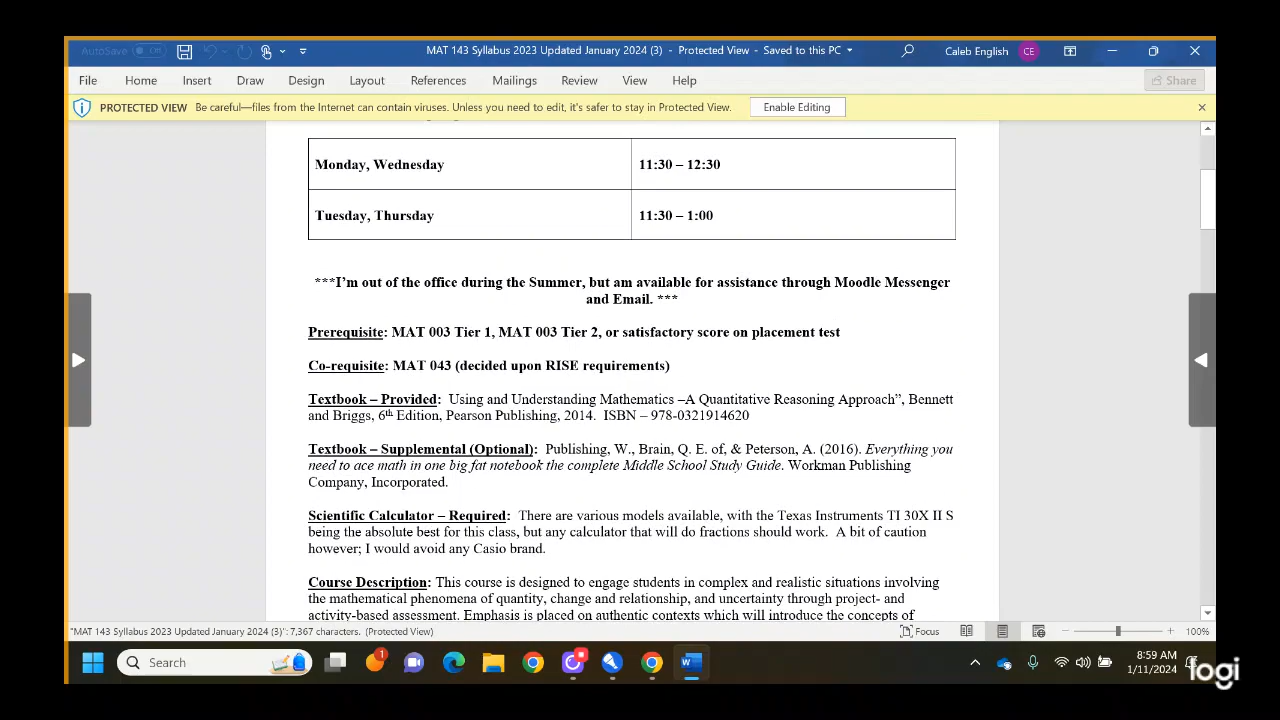 AutoSave Off
MAT 143 Syllabus 2023 Updated January 2024 (3) - Protected View - Saved to this PC
Caleb English CE
File Home Insert Draw Design Layout References Mailings Review View Help Share
PROTECTED VIEW Be careful—files from the Internet can contain viruses. Unless you need to edit, it's safer to stay in Protected View. Enable Editing
Monday, Wednesday 11:30 – 12:30
Tuesday, Thursday 11:30 – 1:00
***I'm out of the office during the Summer, but am available for assistance through Moodle Messenger
and Email. ***
Prerequisite: MAT 003 Tier 1, MAT 003 Tier 2, or satisfactory score on placement test
Co-requisite: MAT 043 (decided upon RISE requirements)
Textbook – Provided: Using and Understanding Mathematics –A Quantitative Reasoning Approach”, Bennett
and Briggs, 6th Edition, Pearson Publishing, 2014. ISBN – 978-0321914620
Textbook – Supplemental (Optional): Publishing, W., Brain, Q. E. of, & Peterson, A. (2016). Everything you
need to ace math in one big fat notebook the complete Middle School Study Guide. Workman Publishing
Company, Incorporated.
Scientific Calculator – Required: There are various models available, with the Texas Instruments TI 30X II S
being the absolute best for this class, but any calculator that will do fractions should work. A bit of caution
however; I would avoid any Casio brand.
Course Description: This course is designed to engage students in complex and realistic situations involving
the mathematical phenomena of quantity, change and relationship, and uncertainty through project- and
activity-based assessment. Emphasis is placed on authentic contexts which will introduce the concepts of
"MAT 143 Syllabus 2023 Updated January 2024 (3)": 7,367 characters. (Protected View) Focus 100%
Search 1
8:59 AM
1/11/2024
logi